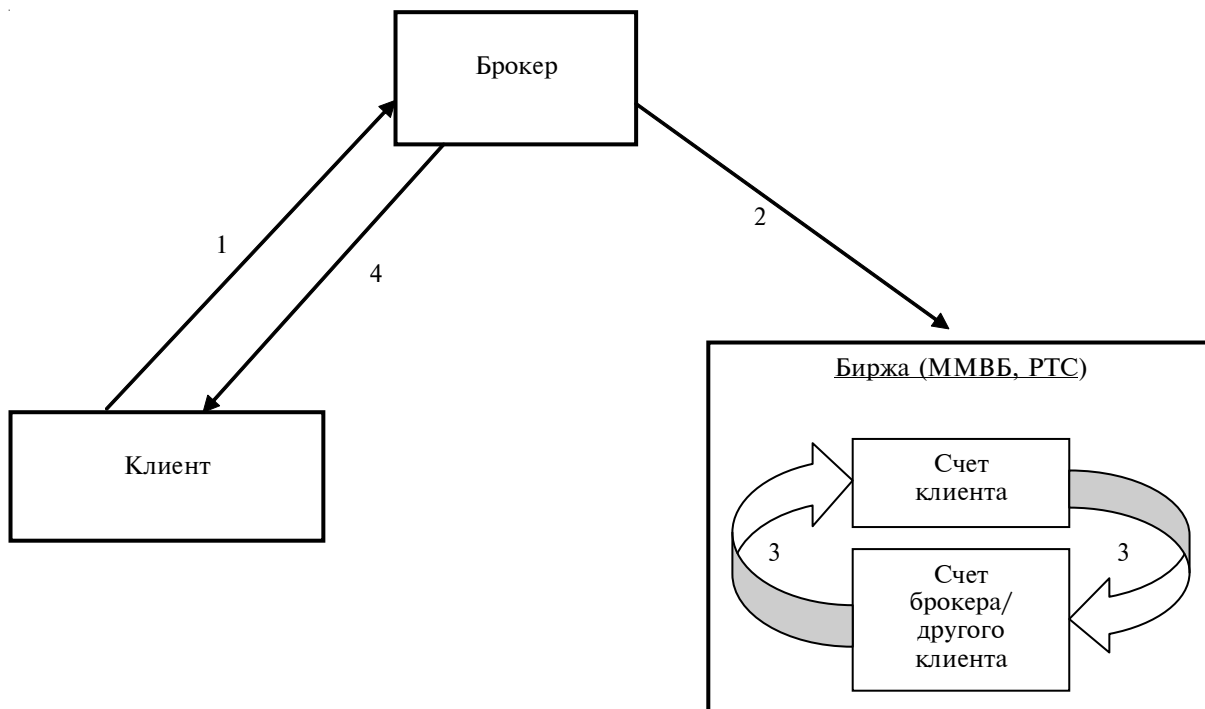 Брокер
1
4
2
Биржа (ММВБ, РТС)
Клиент
Счет
клиента
3
3
Счет
брокера/
другого
клиента